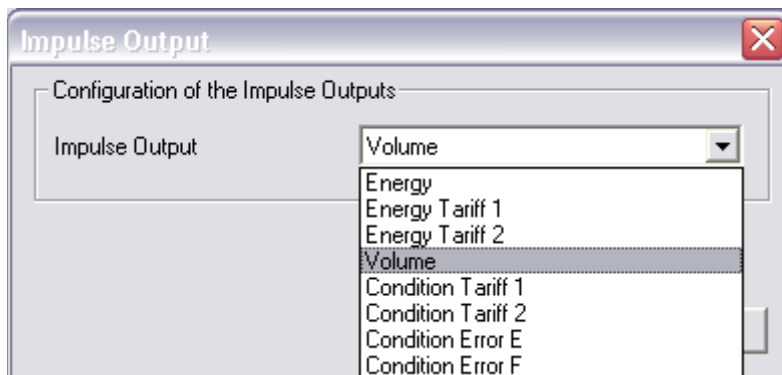 Impulse Output
Configuration of the Impulse Outputs
Impulse Output
Volume
Energy
Energy Tariff 1
Energy Tariff 2
Volume
Condition Tariff 1
Condition Tariff 2
Condition Error E
Condition Error F